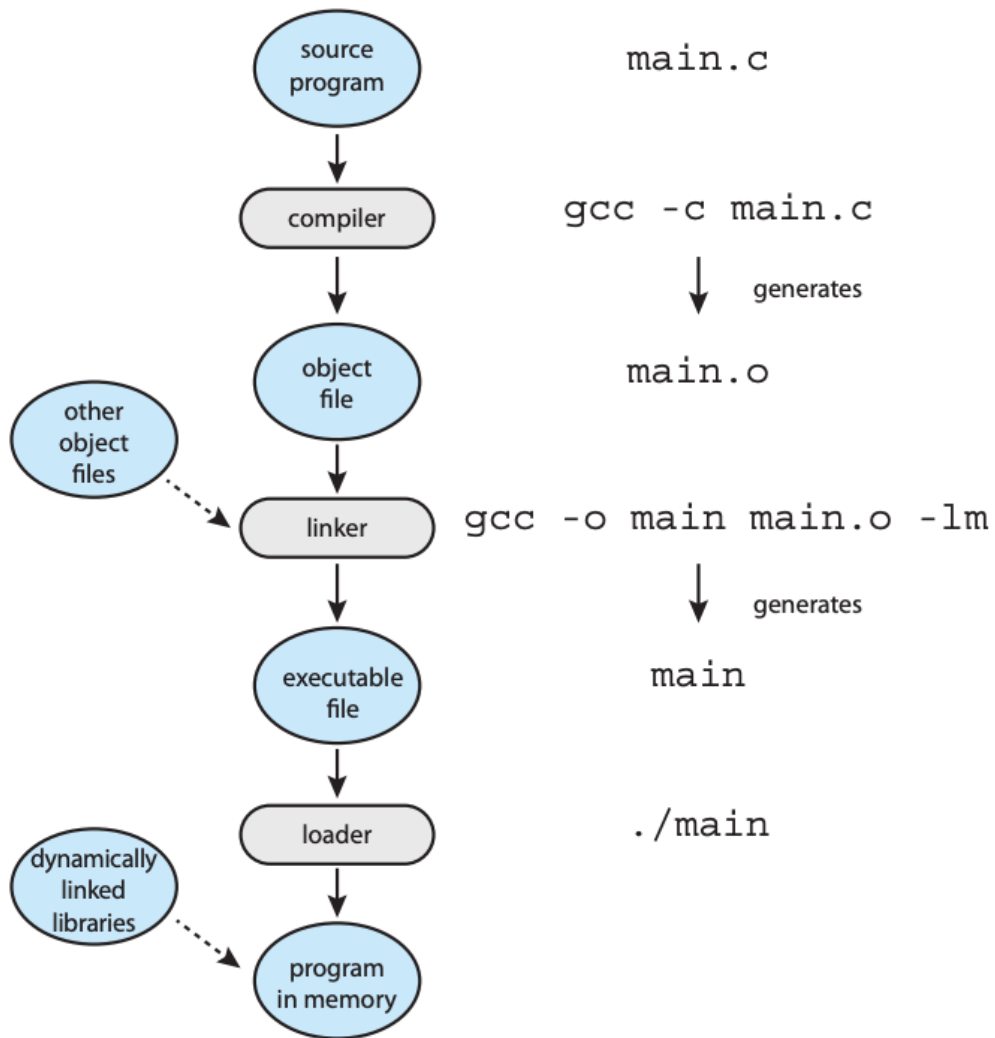 source
program
main.c
compiler
gcc -c main.c
generates
object
file
main.o
other
object
files
linker
gcc -o main main.o -lm
generates
executable
file
main
loader
./main
dynamically
linked
libraries
program
in memory